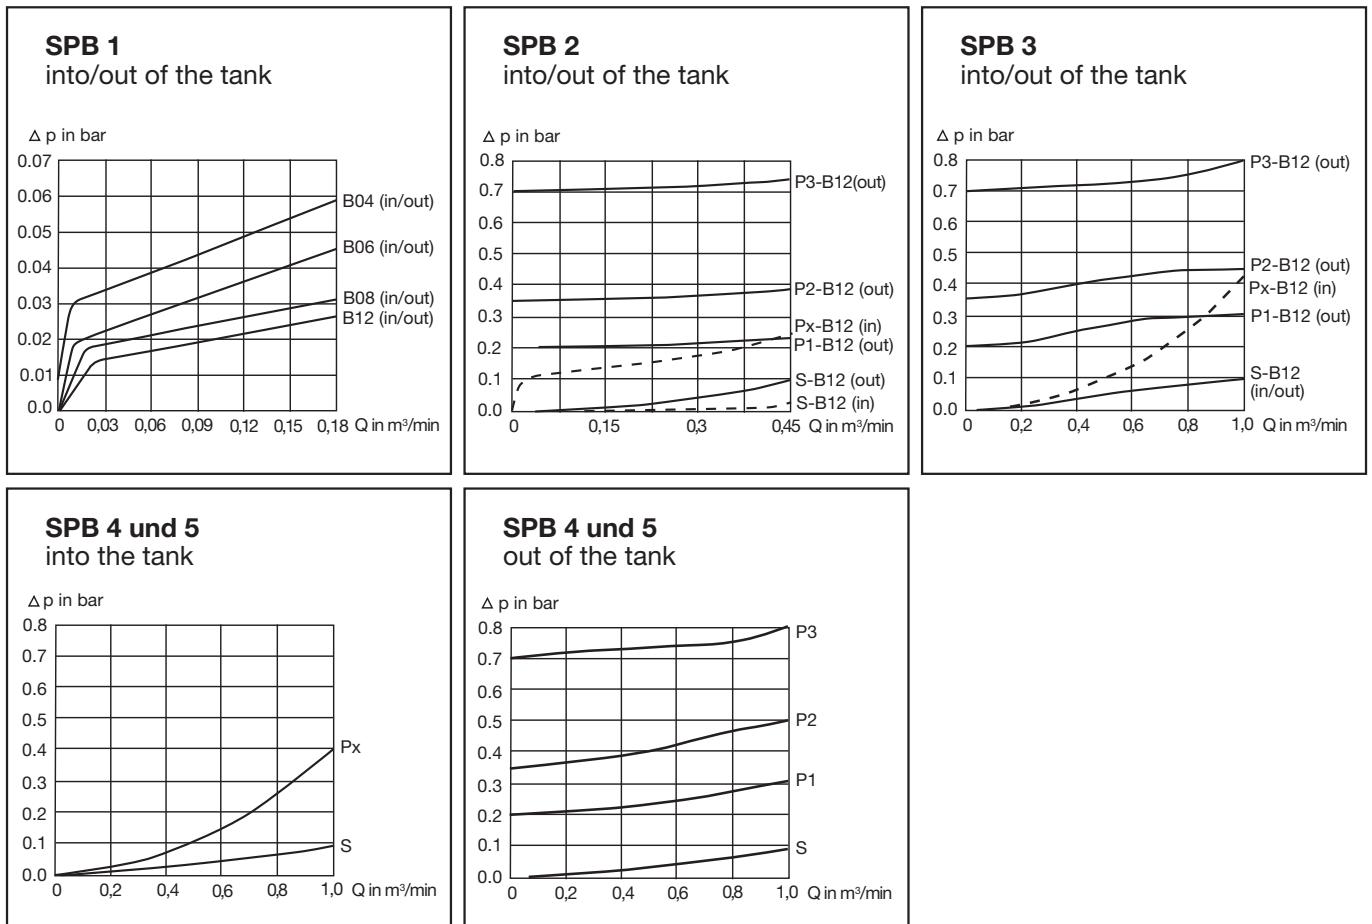 SPB 1
into/out of the tank
Δ p in bar
0.07
0.06
0.05
0.04
0.03
0.02
0.01
0.0
B04 (in/out)
B06 (in/out)
B08 (in/out)
B12 (in/out)
0 0,03 0,06 0,09 0,12 0,15 0,18 Q in m³/min
SPB 2
into/out of the tank
Δ p in bar
0.8
0.7
0.6
0.5
0.4
0.3
0.2
0.1
0.0
P3-B12(out)
P2-B12 (out)
Px-B12 (in)
P1-B12 (out)
S-B12 (out)
S-B12 (in)
0 0,15 0,3 0,45 Q in m³/min
SPB 3
into/out of the tank
Δ p in bar
0.8
0.7
0.6
0.5
0.4
0.3
0.2
0.1
0.0
P3-B12 (out)
P2-B12 (out)
Px-B12 (in)
P1-B12 (out)
S-B12
(in/out)
0 0,2 0,4 0,6 0,8 1,0 Q in m³/min
SPB 4 und 5
into the tank
Δ p in bar
0.8
0.7
0.6
0.5
0.4
0.3
0.2
0.1
0.0
Px
S
0 0,2 0,4 0,6 0,8 1,0 Q in m³/min
SPB 4 und 5
out of the tank
Δ p in bar
0.8
0.7
0.6
0.5
0.4
0.3
0.2
0.1
0.0
P3
P2
P1
S
0 0,2 0,4 0,6 0,8 1,0 Q in m³/min